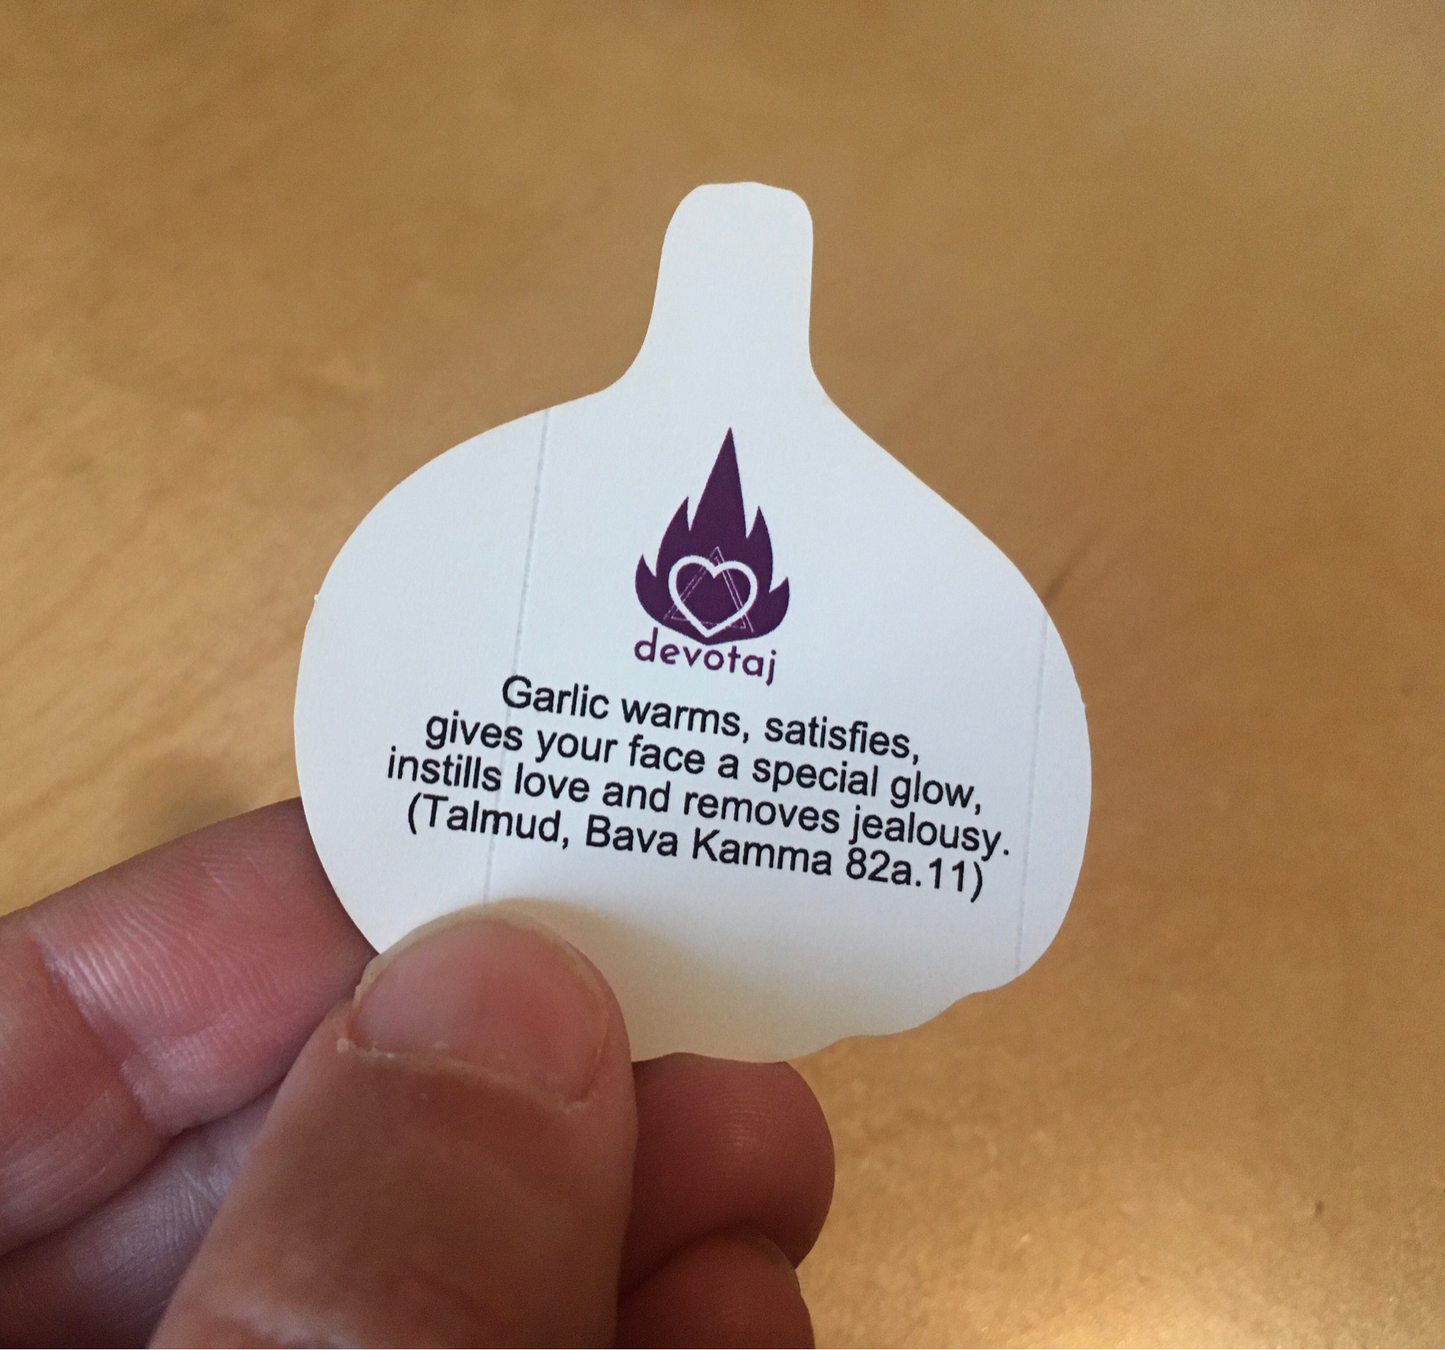 devotaj
Garlic warms, satisfies,
gives your face a special glow,
instills love and removes jealousy.
(Talmud, Bava Kamma 82a.11)